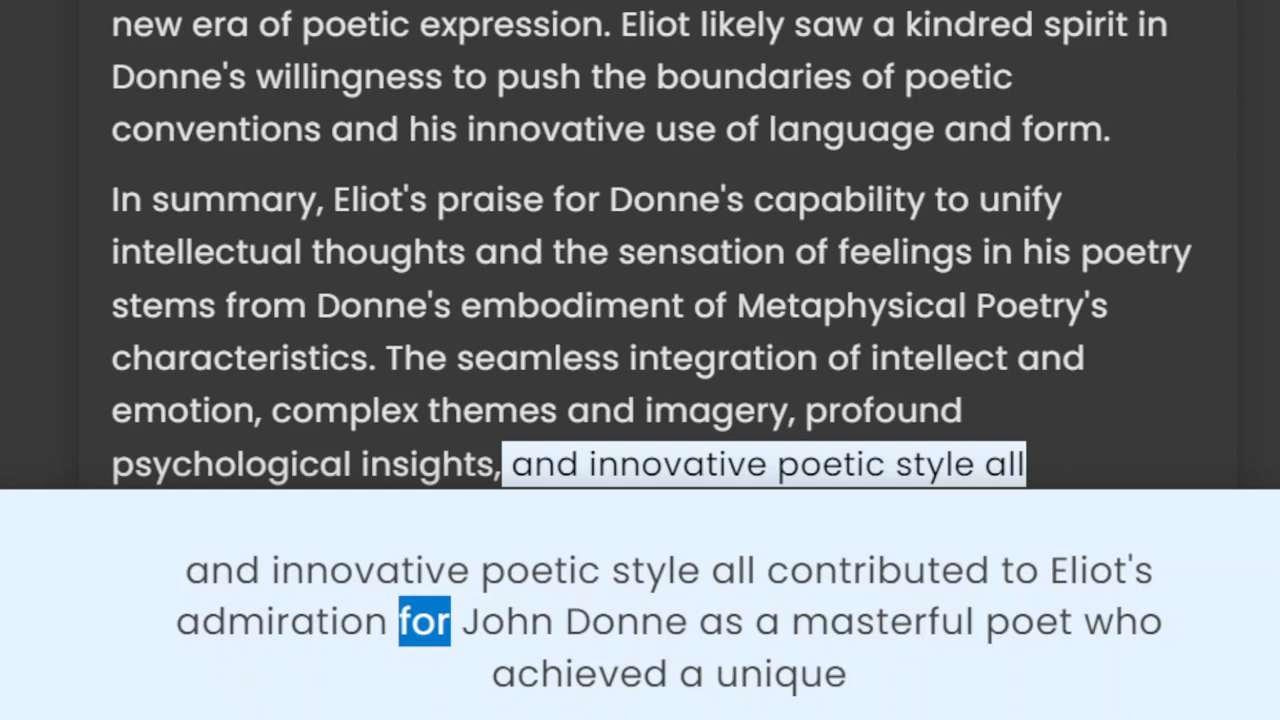 new era of poetic expression. Eliot likely saw a kindred spirit in
Donne's willingness to push the boundaries of poetic
conventions and his innovative use of language and form.
In summary, Eliot's praise for Donne's capability to unify
intellectual thoughts and the sensation of feelings in his poetry
stems from Donne's embodiment of Metaphysical Poetry's
characteristics. The seamless integration of intellect and
emotion, complex themes and imagery, profound
psychological insights, and innovative poetic style all
and innovative poetic style all contributed to Eliot's
admiration for John Donne as a masterful poet who
achieved a unique